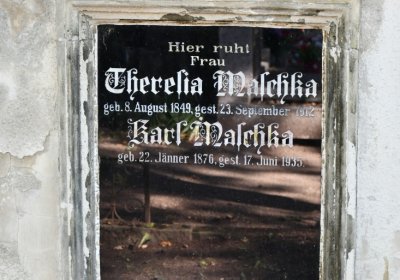 Hier ruht
Frau
Theresia Maschka
geb. 8. August 1849, gest. 23. September 1912
Karl Maschka
geb. 22. Jänner 1876, gest. 17. Juni 1935.